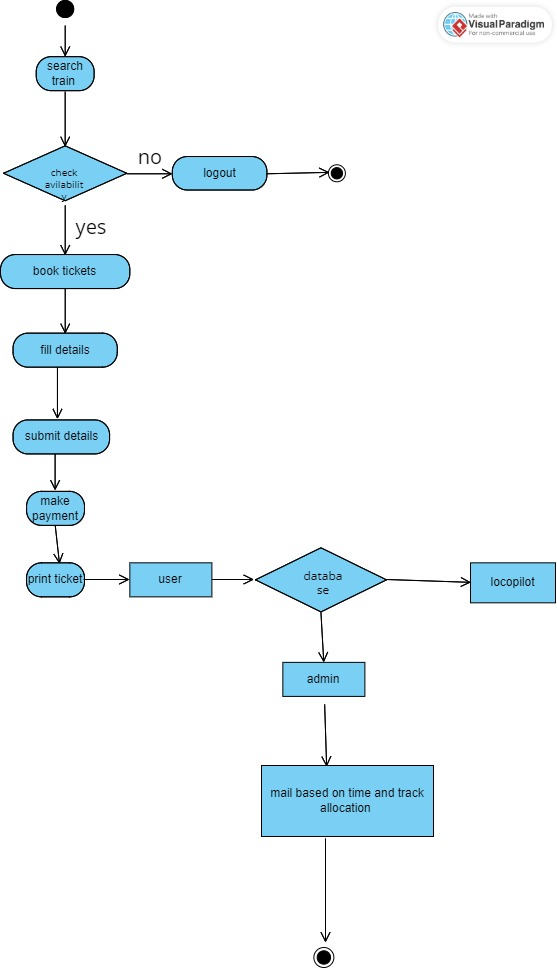 Made with
Visual Paradigm
For non-commercial use
search
train
check
avilabilit
y
no
logout
yes
book tickets
fill details
submit details
make
payment
print ticket
user
databa
se
locopilot
admin
mail based on time and track
allocation